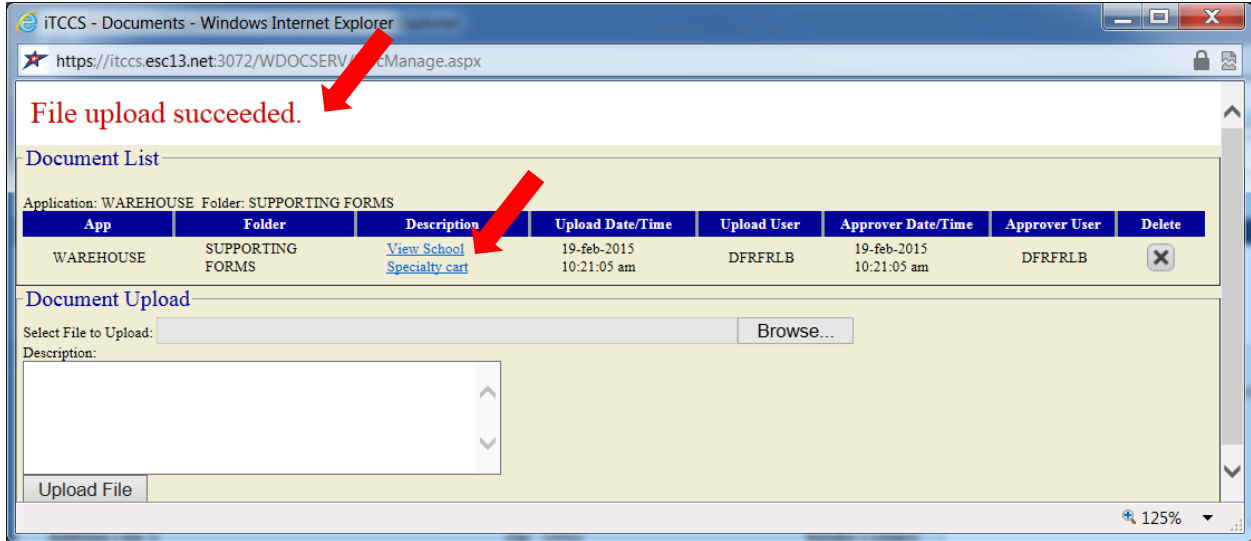 iTCCS - Documents - Windows Internet Explorer
https://itccs.esc13.net:3072/WDOCSERV/ cManage.aspx
File upload succeeded.
Document List
Application: WAREHOUSE Folder: SUPPORTING FORMS
App Folder Description Upload Date/Time Upload User Approver Date/Time Approver User Delete
WAREHOUSE SUPPORTING FORMS View School Specialty cart 19-feb-2015 10:21:05 am DFRFRLB 19-feb-2015 10:21:05 am DFRFRLB
Document Upload
Select File to Upload: Browse...
Description:
Upload File
125%